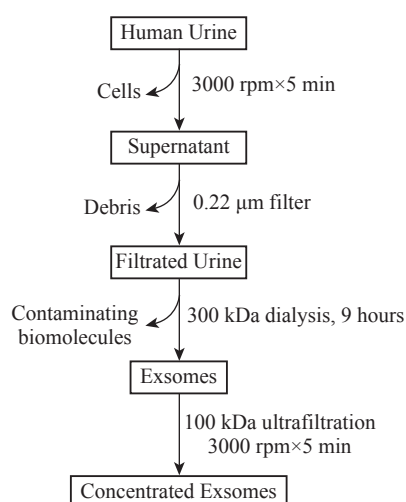 Human Urine
3000 rpm×5 min
Cells
Supernatant
0.22 μm filter
Debris
Filtrated Urine
Contaminating
biomolecules
300 kDa dialysis, 9 hours
Exsomes
100 kDa ultrafiltration
3000 rpm×5 min
Concentrated Exsomes